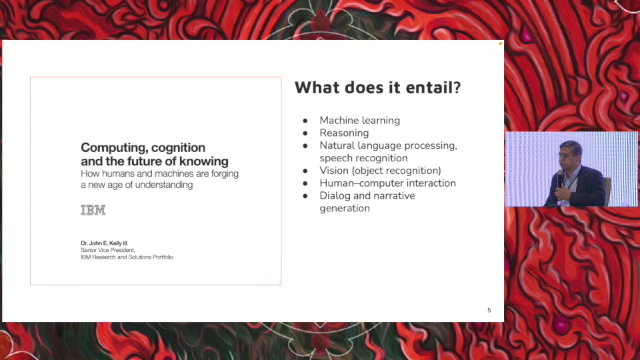 What does it entail?
Computing, cognition
and the future of knowing
How humans and machines are forging
a new age of understanding
IBM
Dr. John E. Kelly III
Senior Vice President,
IBM Research and Solutions Portfolio
● Machine learning
● Reasoning
● Natural language processing,
speech recognition
● Vision (object recognition)
● Human–computer interaction
● Dialog and narrative
generation
5